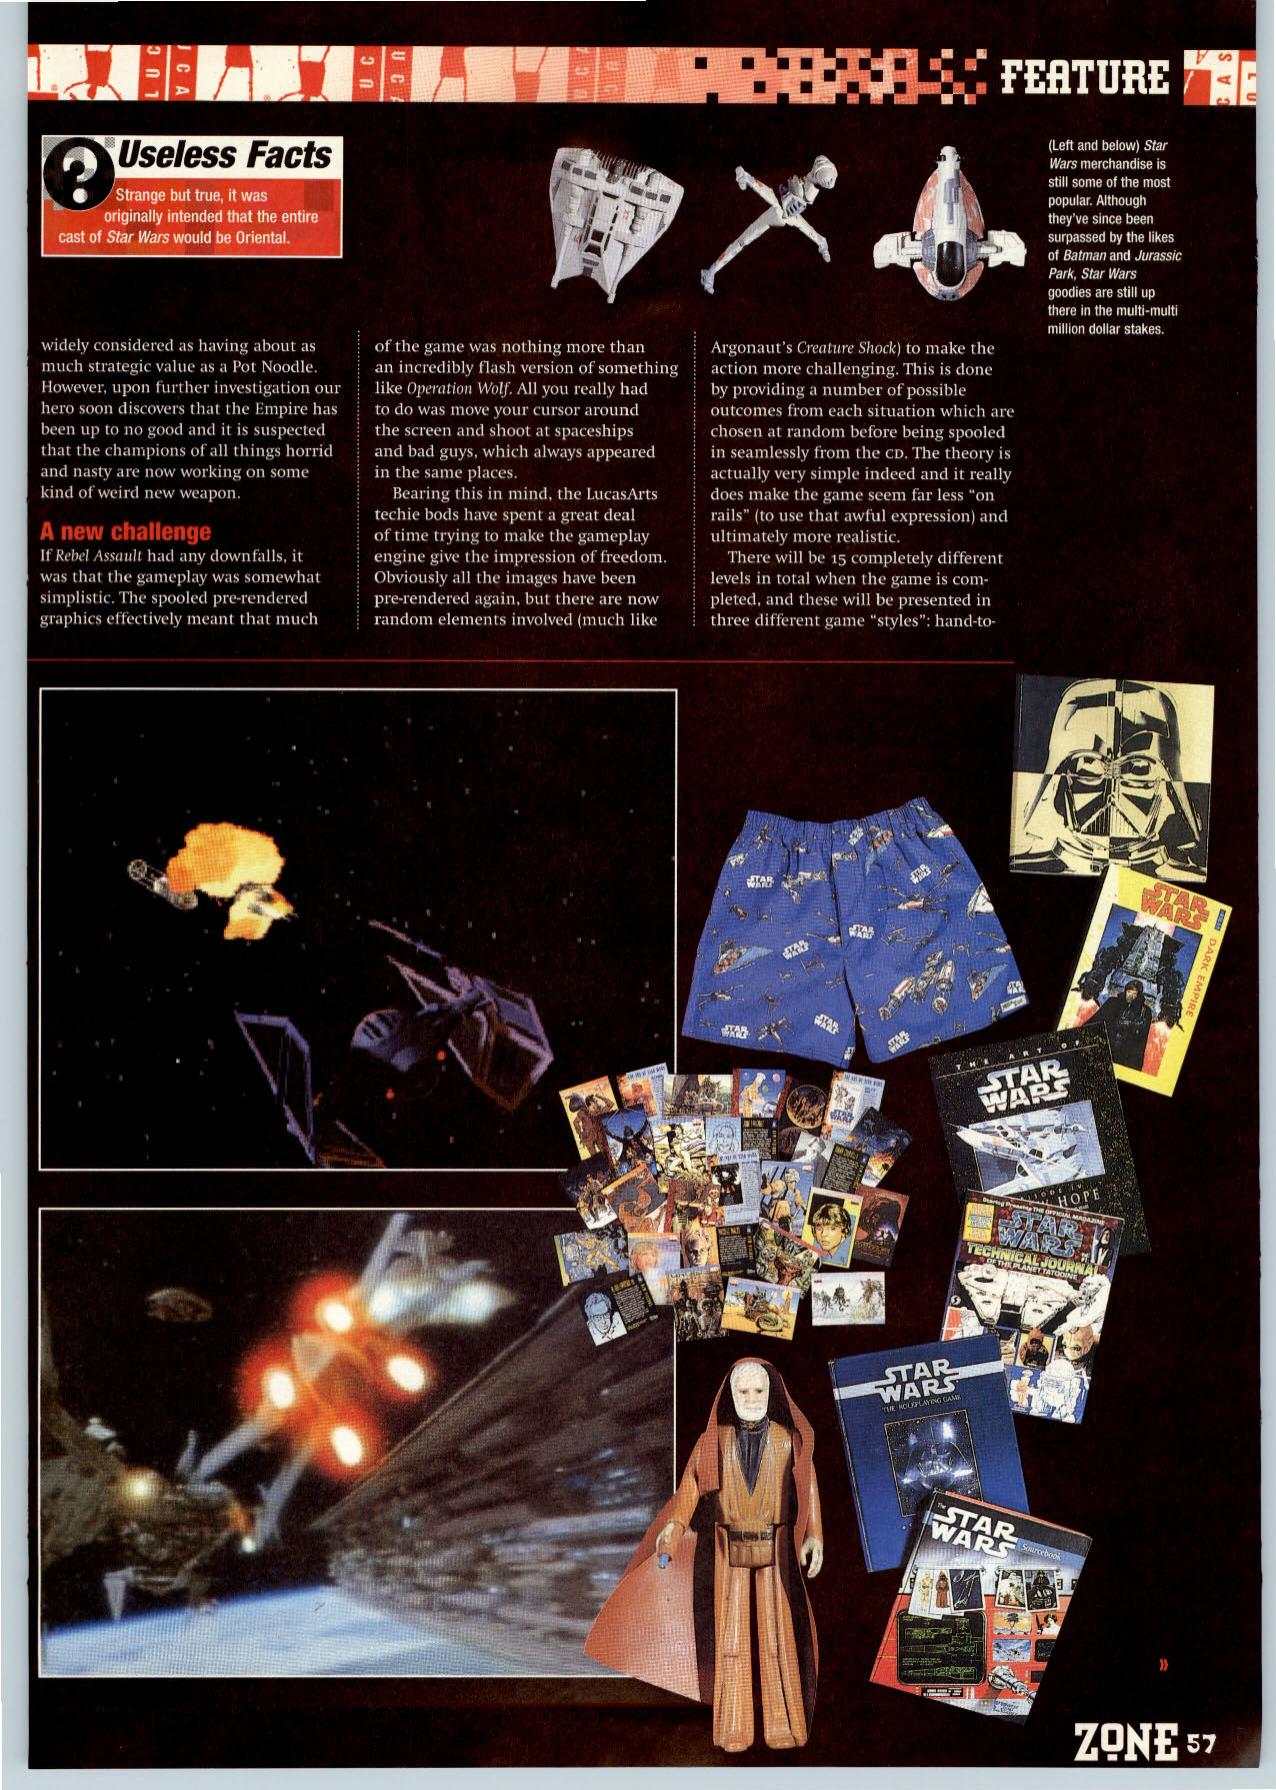 FEATURE
Useless Facts
Strange but true, it was
originally intended that the entire
cast of Star Wars would be Oriental.
(Left and below) Star
Wars merchandise is
still some of the most
popular. Although
they've since been
surpassed by the likes
of Batman and Jurassic
Park, Star Wars
goodies are still up
there in the multi-multi
million dollar stakes.
widely considered as having about as
much strategic value as a Pot Noodle.
However, upon further investigation our
hero soon discovers that the Empire has
been up to no good and it is suspected
that the champions of all things horrid
and nasty are now working on some
kind of weird new weapon.
A new challenge
If Rebel Assault had any downfalls, it
was that the gameplay was somewhat
simplistic. The spooled pre-rendered
graphics effectively meant that much
of the game was nothing more than
an incredibly flash version of something
like Operation Wolf. All you really had
to do was move your cursor around
the screen and shoot at spaceships
and bad guys, which always appeared
in the same places.
Bearing this in mind, the LucasArts
techie bods have spent a great deal
of time trying to make the gameplay
engine give the impression of freedom.
Obviously all the images have been
pre-rendered again, but there are now
random elements involved (much like
Argonaut's Creature Shock) to make the
action more challenging. This is done
by providing a number of possible
outcomes from each situation which are
chosen at random before being spooled
in seamlessly from the CD. The theory is
actually very simple indeed and it really
does make the game seem far less "on
rails" (to use that awful expression) and
ultimately more realistic.
There will be 15 completely different
levels in total when the game is com-
pleted, and these will be presented in
three different game "styles": hand-to-
STAR
WARS
DARK EMPIRE
THE ART OF
STAR
WARS
HOPE
STAR
WARS
TECHNICAL JOURNAL
OF THE PLANET TATOOINE
STAR
WARS
THE ROLEPLAYING GAME
The
STAR
WARS
Sourcebook
»
ZONE 57